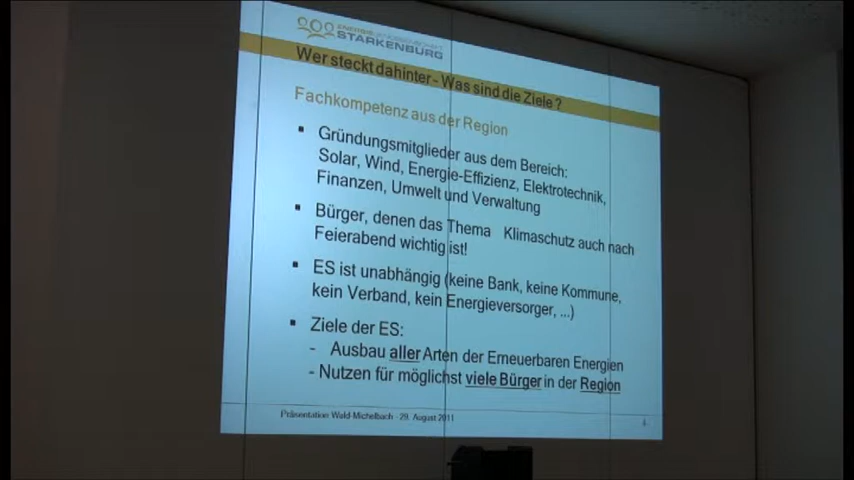 ENERGIEGENOSSENSCHAFT
STARKENBURG
Wer steckt dahinter - Was sind die Ziele ?
Fachkompetenz aus der Region
▪ Gründungsmitglieder aus dem Bereich:
Solar, Wind, Energie-Effizienz, Elektrotechnik,
Finanzen, Umwelt und Verwaltung
▪ Bürger, denen das Thema Klimaschutz auch nach
Feierabend wichtig ist!
▪ ES ist unabhängig (keine Bank, keine Kommune,
kein Verband, kein Energieversorger, ...)
▪ Ziele der ES:
- Ausbau aller Arten der Erneuerbaren Energien
- Nutzen für möglichst viele Bürger in der Region
Präsentation Wald-Michelbach - 29. August 2011